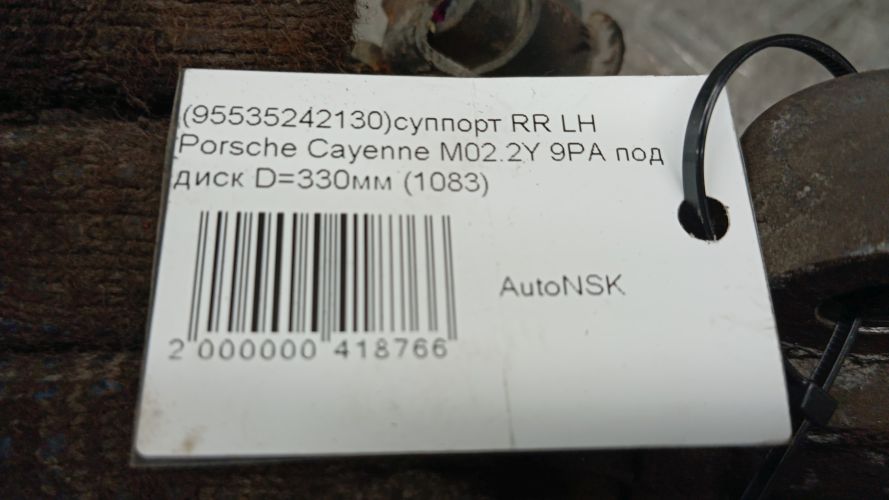 (95535242130)суппорт RR LH
Porsche Cayenne M02.2Y 9PA под
диск D=330мм (1083)
AutoNSK
2 000000 418766